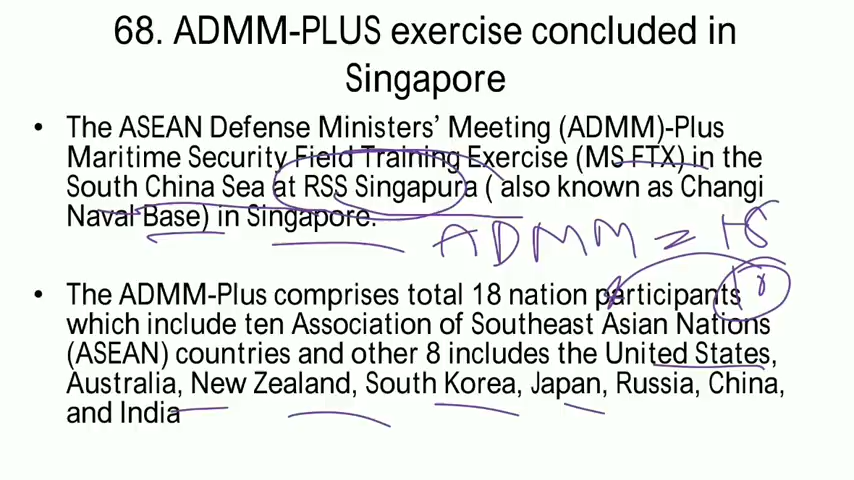 68. ADMM-PLUS exercise concluded in
Singapore
• The ASEAN Defense Ministers' Meeting (ADMM)-Plus
Maritime Security Field Training Exercise (MS FTX) in the
South China Sea at RSS Singapura ( also known as Changi
Naval Base) in Singapore.
ADMM = 18
18
• The ADMM-Plus comprises total 18 nation participants
which include ten Association of Southeast Asian Nations
(ASEAN) countries and other 8 includes the United States,
Australia, New Zealand, South Korea, Japan, Russia, China,
and India